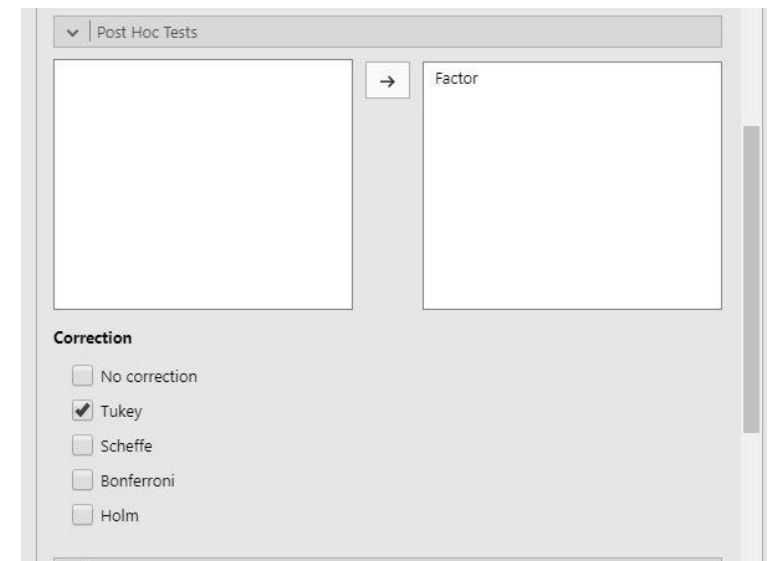 Post Hoc Tests
Factor
Correction
No correction
Tukey
Scheffe
Bonferroni
Holm